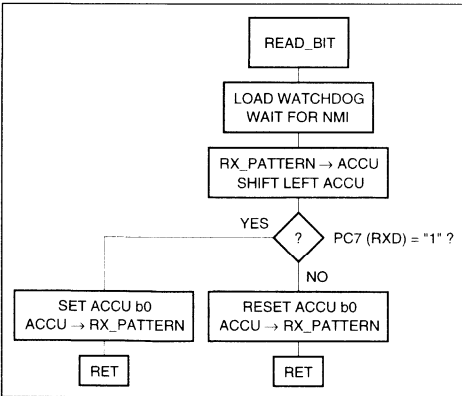 READ_BIT
LOAD WATCHDOG
WAIT FOR NMI
RX_PATTERN → ACCU
SHIFT LEFT ACCU
YES
?
PC7 (RXD) = "1" ?
NO
SET ACCU b0
ACCU → RX_PATTERN
RESET ACCU b0
ACCU → RX_PATTERN
RET
RET